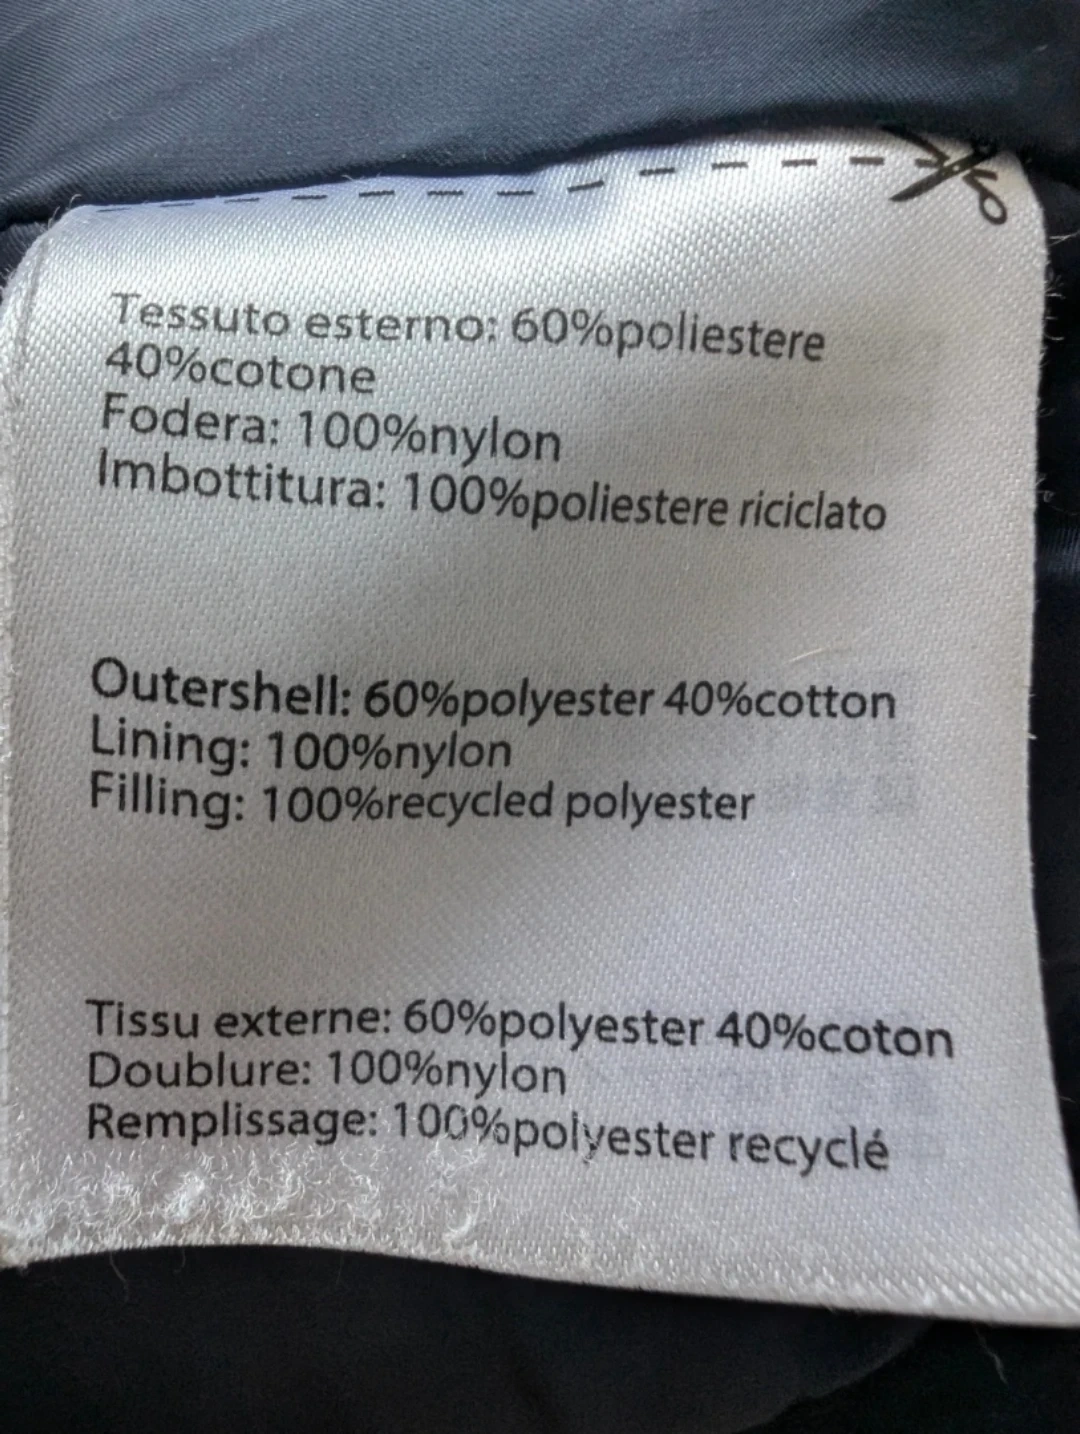 Tessuto esterno: 60%poliestere
40%cotone
Fodera: 100%nylon
Imbottitura: 100%poliestere riciclato
Outershell: 60%polyester 40%cotton
Lining: 100%nylon
Filling: 100%recycled polyester
Tissu externe: 60%polyester 40%coton
Doublure: 100%nylon
Remplissage: 100%polyester recyclé